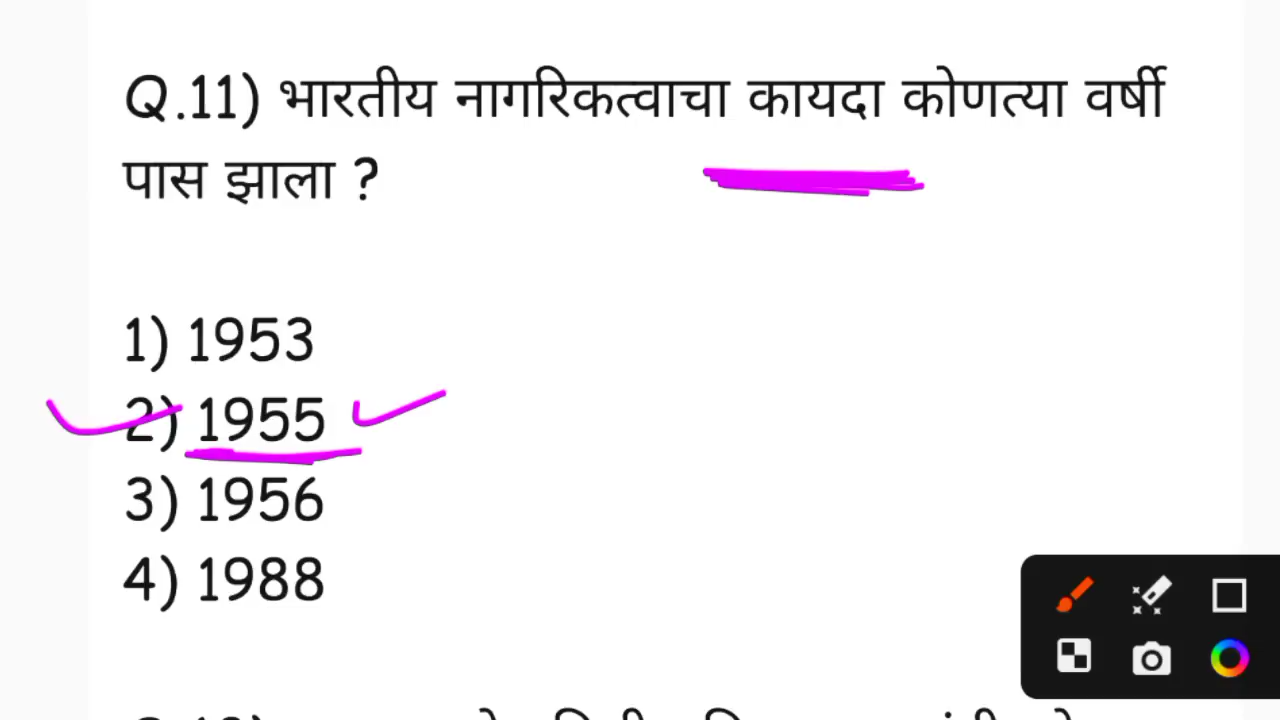 Q.11) भारतीय नागरिकत्वाचा कायदा कोणत्या वर्षी
पास झाला ?
1) 1953
2) 1955
3) 1956
4) 1988